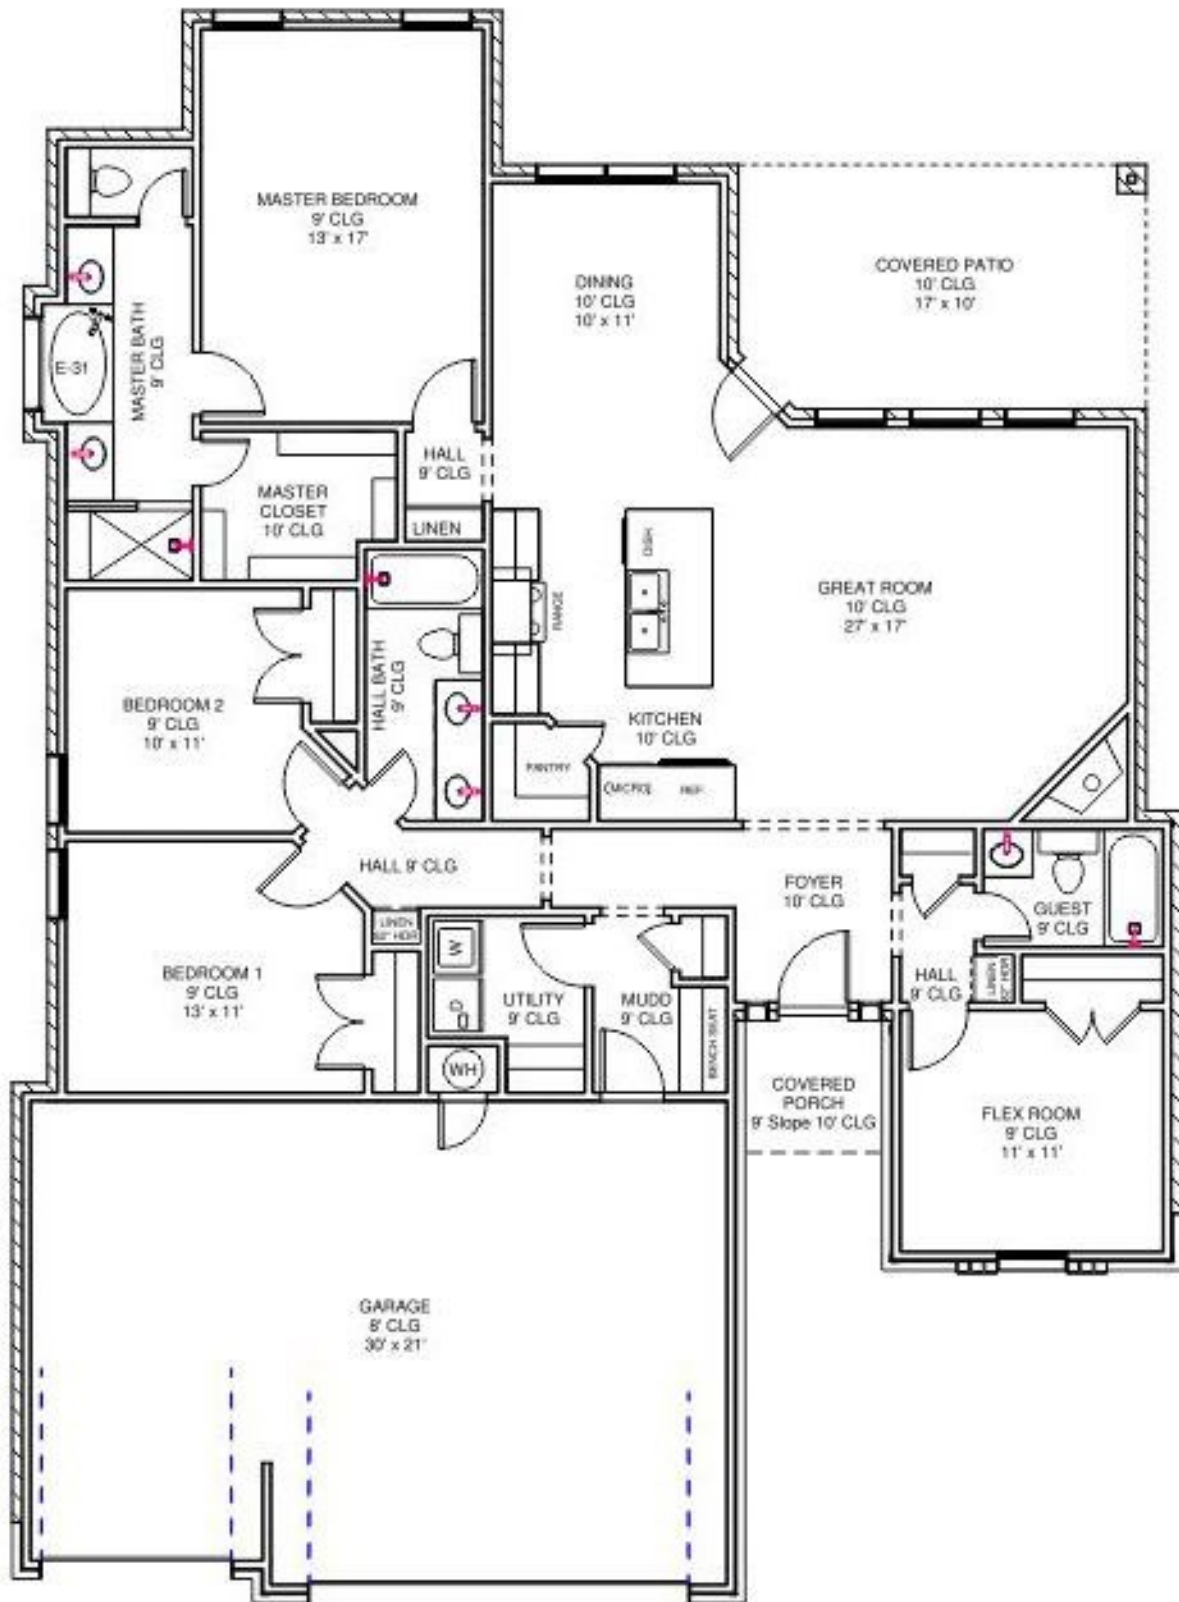 MASTER BEDROOM
9' CLG
13' x 17'
COVERED PATIO
10' CLG
17' x 10'
DINING
10' CLG
10' x 11'
MASTER BATH
9' CLG
E-31
HALL
9' CLG
MASTER
CLOSET
10' CLG
LINEN
DISH
RANGE
GREAT ROOM
10' CLG
27' x 17'
HALL BATH
9' CLG
BEDROOM 2
9' CLG
10' x 11'
KITCHEN
10' CLG
PANTRY
MICRO
REF.
HALL 9' CLG
FOYER
10' CLG
GUEST
9' CLG
LINEN
HDR
W
D
BEDROOM 1
9' CLG
13' x 11'
UTILITY
9' CLG
MUDD
9' CLG
BENCH SEAT
HALL
9' CLG
LINEN
HDR
WH
COVERED
PORCH
9' Slope 10' CLG
FLEX ROOM
9' CLG
11' x 11'
GARAGE
8' CLG
30' x 21'